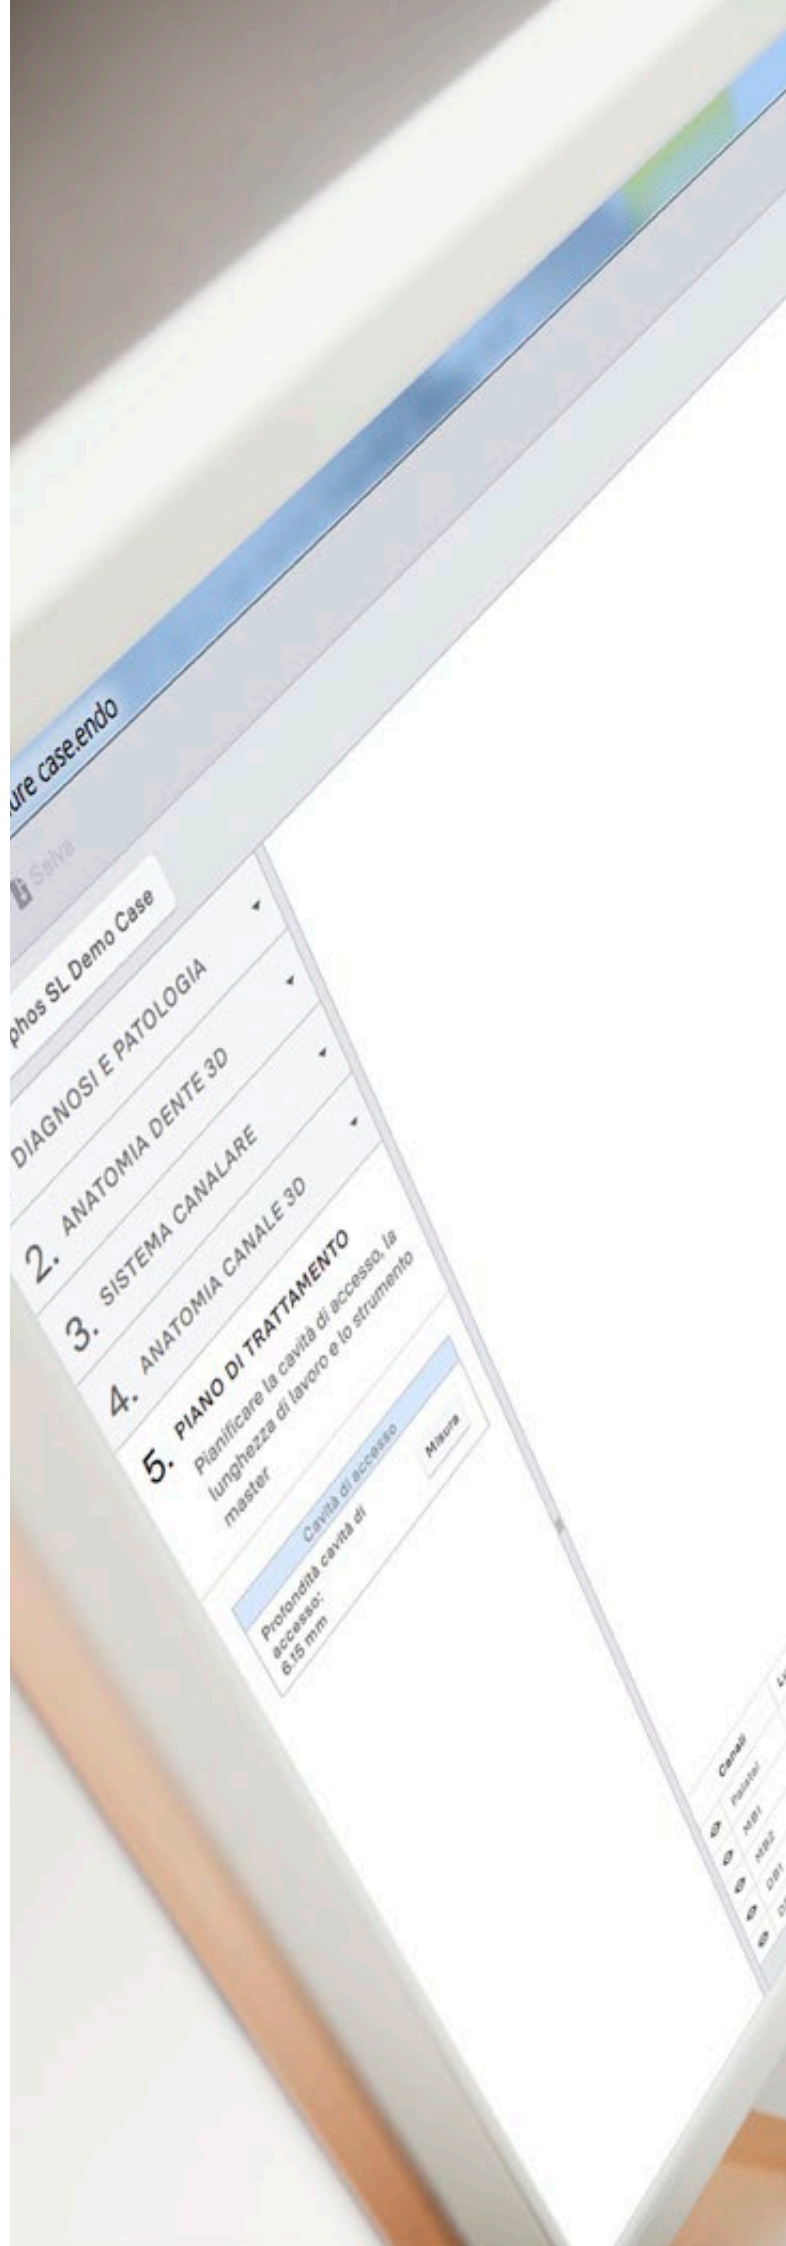 ure case.endo
Salva
phos SL Demo Case
DIAGNOSI E PATOLOGIA
2. ANATOMIA DENTE 3D
3. SISTEMA CANALARE
4. ANATOMIA CANALE 3D
5. PIANO DI TRATTAMENTO
Pianificare la cavità di accesso, la
lunghezza di lavoro e lo strumento
master
Cavità di accesso
Profondità cavità di
accesso:
6.15 mm
Misura
Canali
Palatal
MB1
MB2
DB1